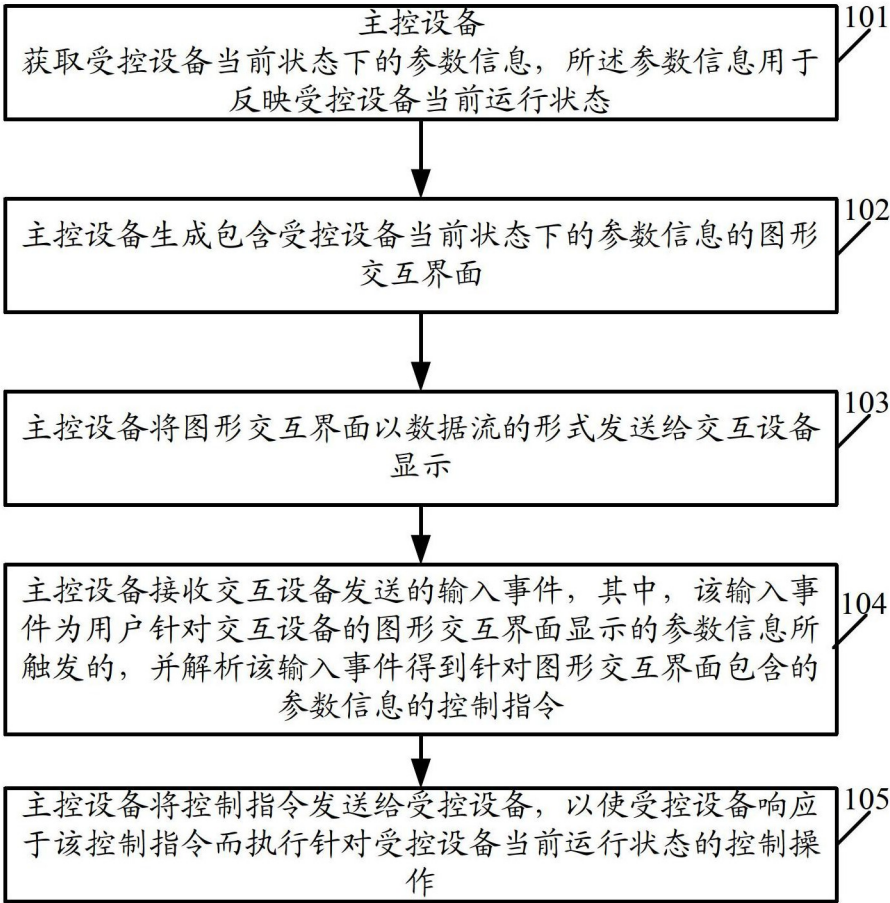 主控设备
获取受控设备当前状态下的参数信息，所述参数信息用于
反映受控设备当前运行状态
101
主控设备生成包含受控设备当前状态下的参数信息的图形
交互界面
102
主控设备将图形交互界面以数据流的形式发送给交互设备
显示
103
主控设备接收交互设备发送的输入事件，其中，该输入事
件为用户针对交互设备的图形交互界面显示的参数信息所
触发的，并解析该输入事件得到针对图形交互界面包含的
参数信息的控制指令
104
主控设备将控制指令发送给受控设备，以使受控设备响应
于该控制指令而执行针对受控设备当前运行状态的控制操
作
105